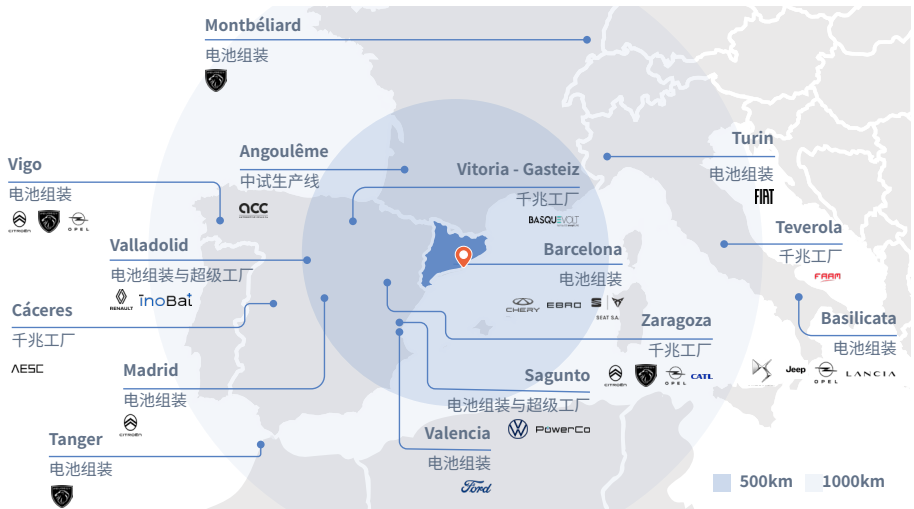 Montbéliard
电池组装
Angoulême
中试生产线
acc
Vigo
电池组装
CITROËN
OPEL
Vitoria - Gasteiz
千兆工厂
BASQUEVOLT
Turin
电池组装
FIAT
Valladolid
电池组装与超级工厂
RENAULT
inoBat
Barcelona
电池组装
CHERY
EBRO
SEAT S.A.
Teverola
千兆工厂
FAAM
Cáceres
千兆工厂
AESC
Zaragoza
千兆工厂
CITROËN
OPEL
CATL
Basilicata
电池组装
DS
Jeep
OPEL
LANCIA
Madrid
电池组装
CITROËN
Sagunto
电池组装与超级工厂
PowerCo
Valencia
电池组装
Ford
Tanger
电池组装
500km
1000km